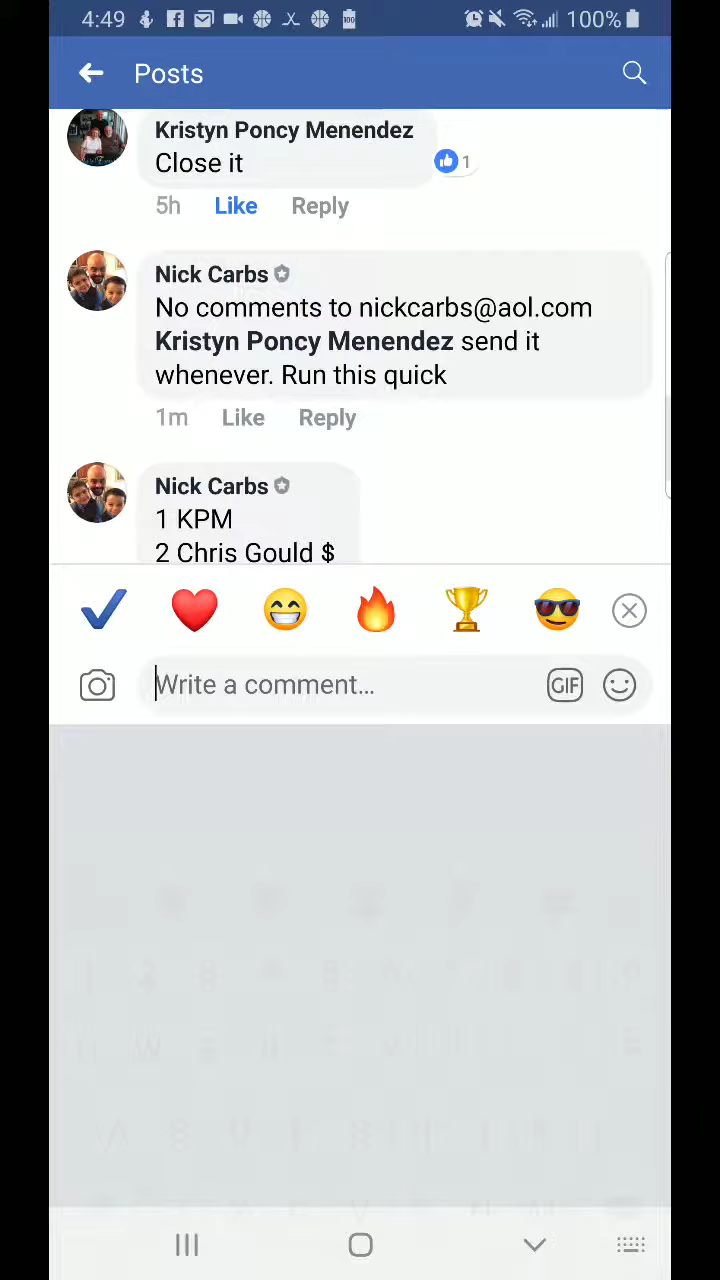 4:49 100%
Posts
Kristyn Poncy Menendez
Close it
1
5h Like Reply
Nick Carbs
No comments to nickcarbs@aol.com
Kristyn Poncy Menendez send it
whenever. Run this quick
1m Like Reply
Nick Carbs
1 KPM
2 Chris Gould $
Write a comment...
GIF